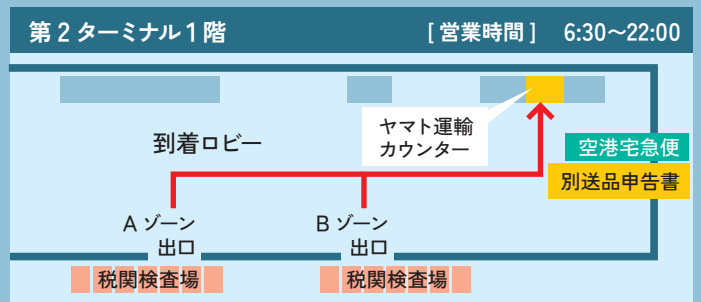 第2ターミナル1階
[営業時間] 6:30〜22:00
ヤマト運輸
カウンター
到着ロビー
空港宅急便
別送品申告書
A ゾーン
出口
B ゾーン
出口
税関検査場
税関検査場